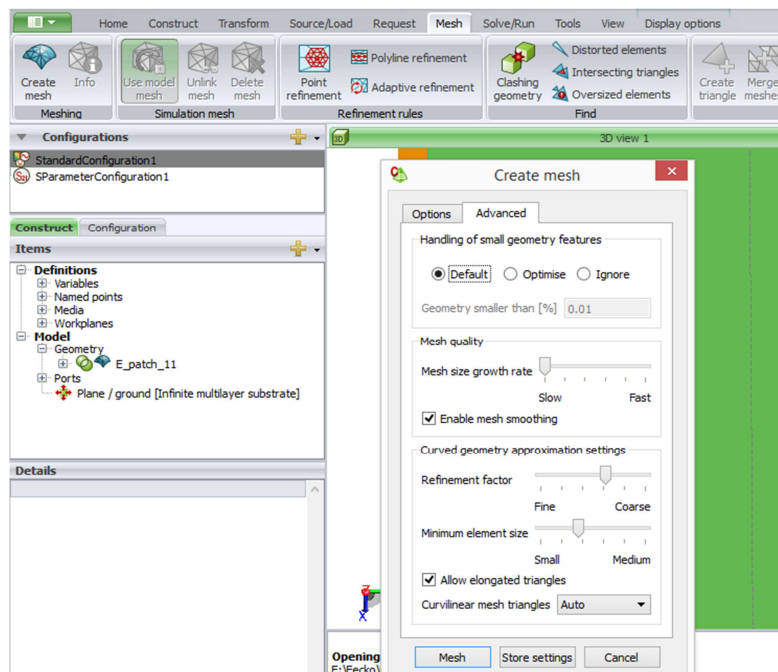 Home Construct Transform Source/Load Request Mesh Solve/Run Tools View Display options
Create mesh
Info
Meshing
Use model mesh
Unlink mesh
Delete mesh
Simulation mesh
Point refinement
Polyline refinement
Adaptive refinement
Refinement rules
Clashing geometry
Distorted elements
Intersecting triangles
Oversized elements
Find
Create triangle
Merge meshes
Configurations
StandardConfiguration1
SParameterConfiguration1
Construct Configuration
Items
Definitions
Variables
Named points
Media
Workplanes
Model
Geometry
E_patch_11
Ports
Plane / ground [Infinite multilayer substrate]
Details
3D view 1
Create mesh
Options Advanced
Handling of small geometry features
Default Optimise Ignore
Geometry smaller than [%] 0.01
Mesh quality
Mesh size growth rate
Slow Fast
Enable mesh smoothing
Curved geometry approximation settings
Refinement factor
Fine Coarse
Minimum element size
Small Medium
Allow elongated triangles
Curvilinear mesh triangles Auto
Mesh Store settings Cancel
X
Opening